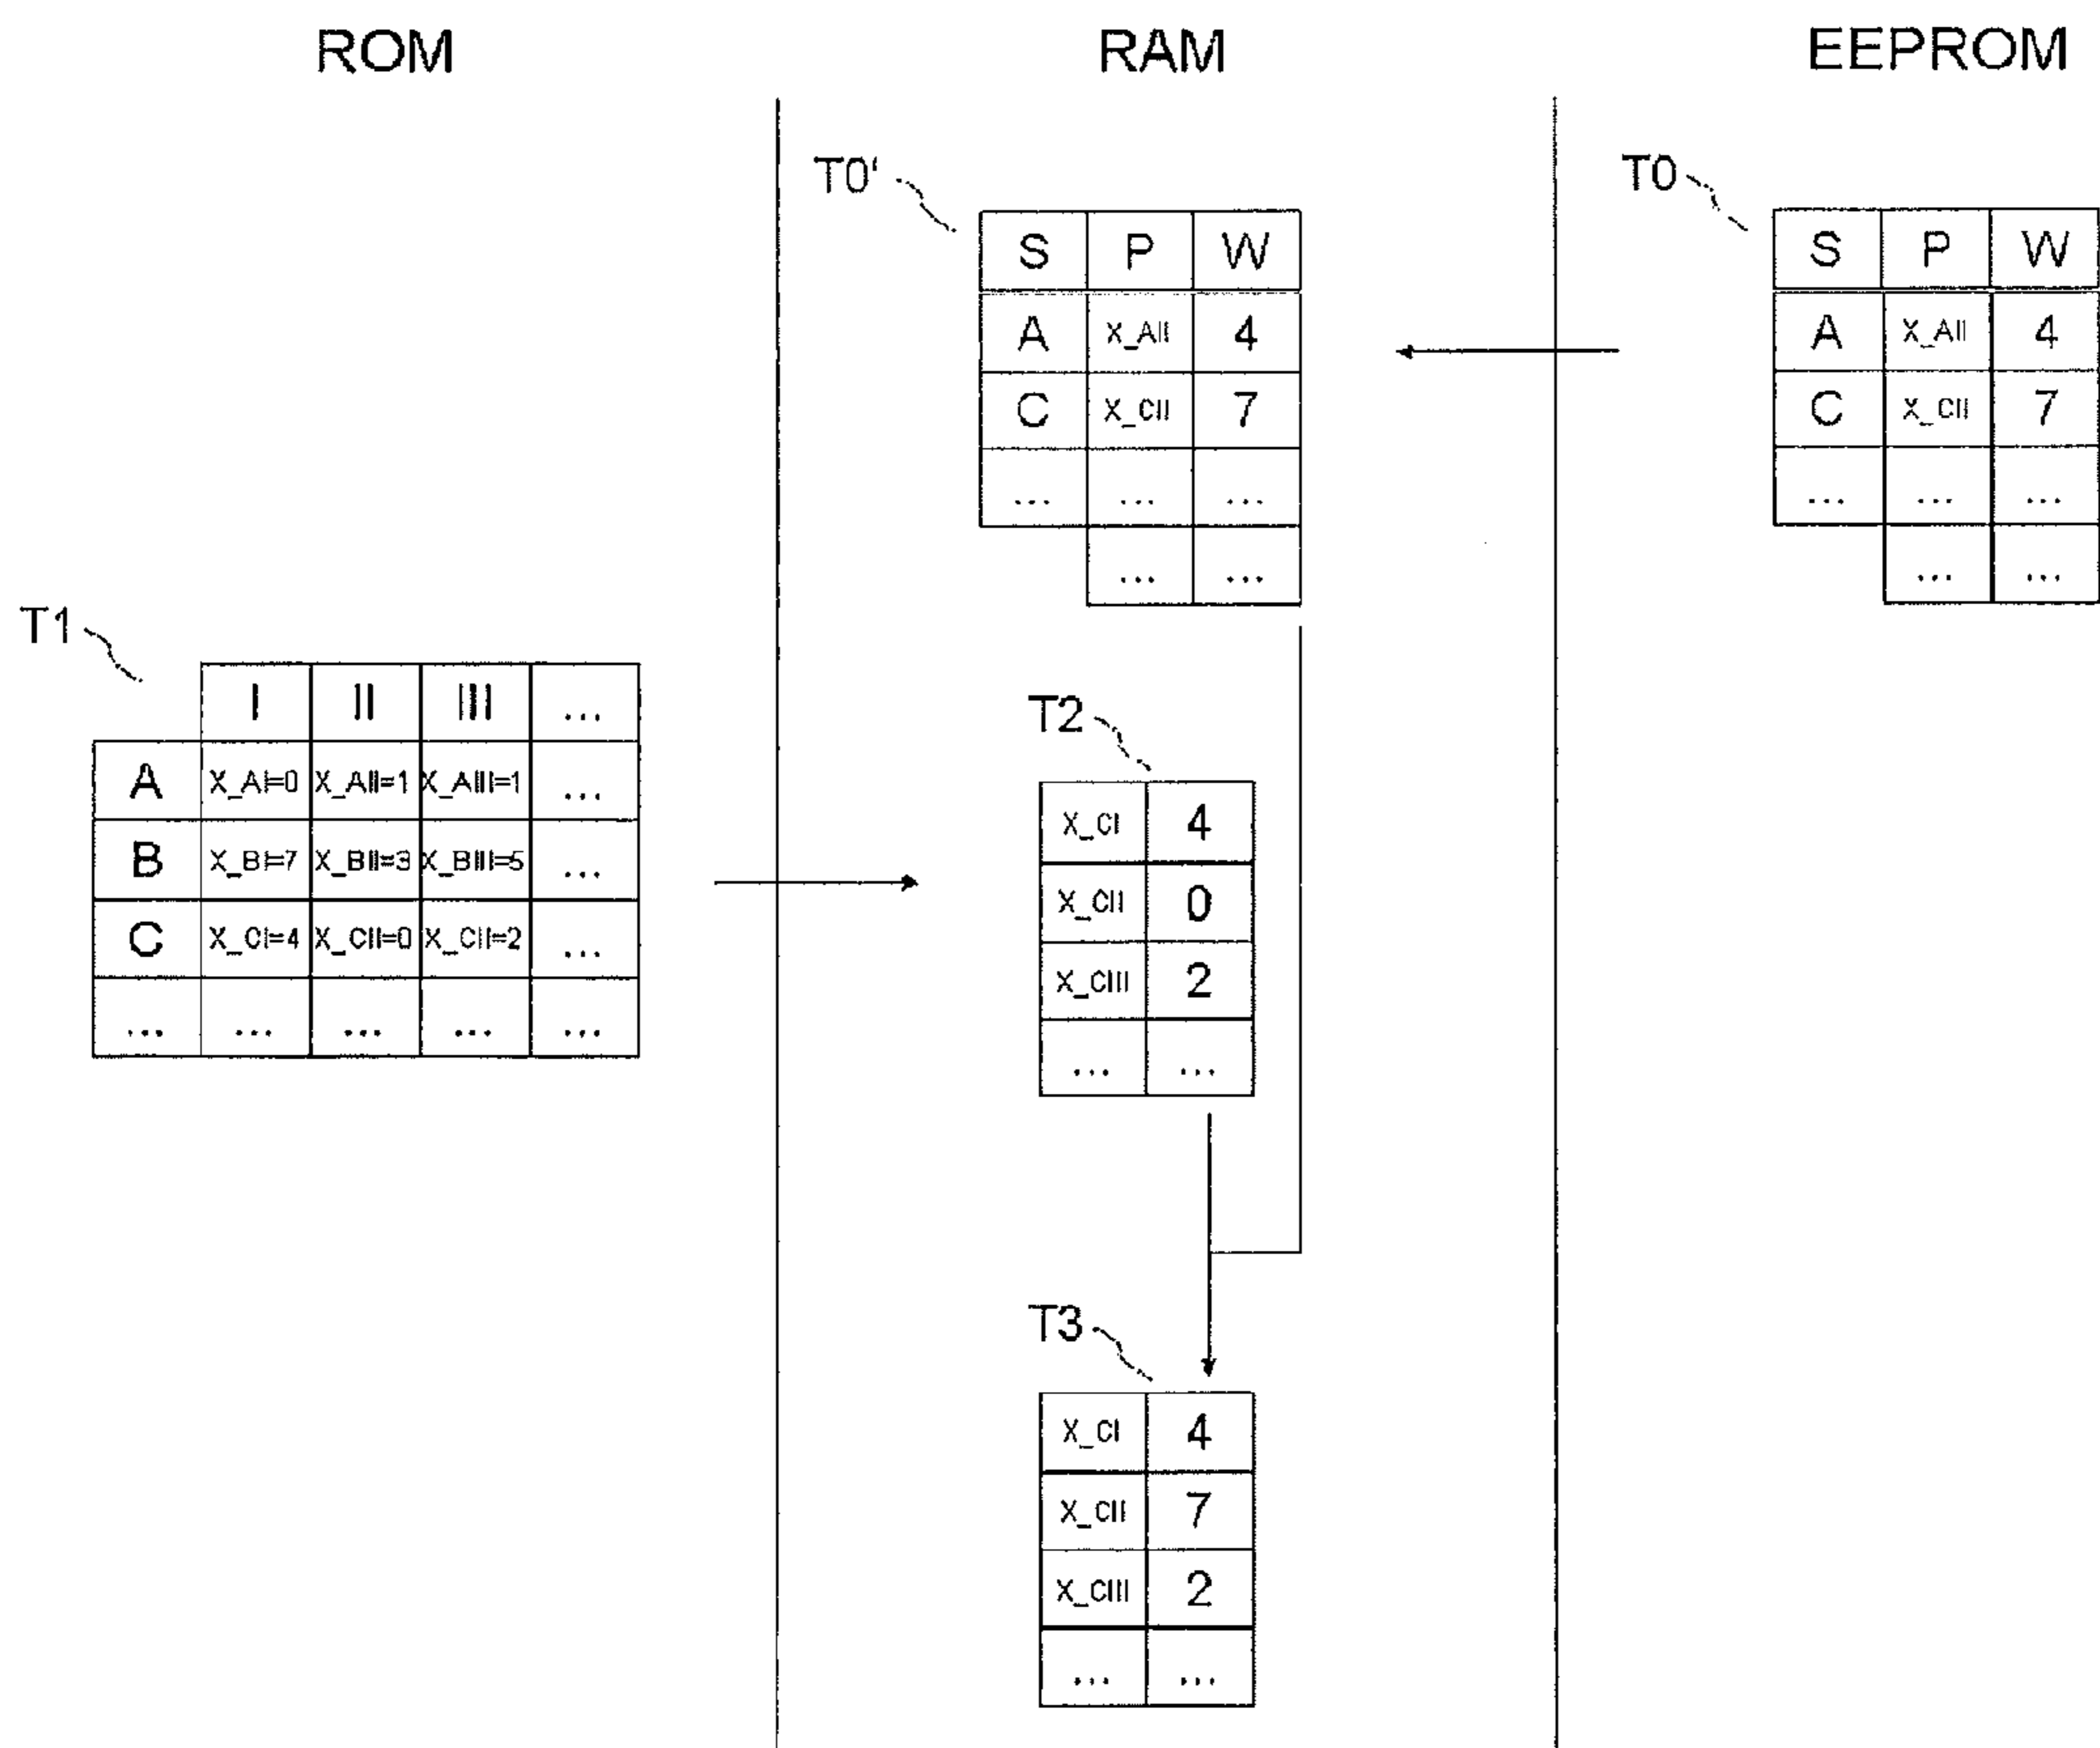 ROM RAM EEPROM
T0' T0
S P W
A X_AII 4
C X_CII 7
... ... ...
... ...
S P W
A X_AII 4
C X_CII 7
... ... ...
... ...
T1
I II III ...
A X_AI=0 X_AII=1 X_AIII=1 ...
B X_BI=7 X_BII=3 X_BIII=5 ...
C X_CI=4 X_CII=0 X_CII=2 ...
... ... ... ... ...
T2
X_CI 4
X_CII 0
X_CIII 2
... ...
T3
X_CI 4
X_CII 7
X_CIII 2
... ...